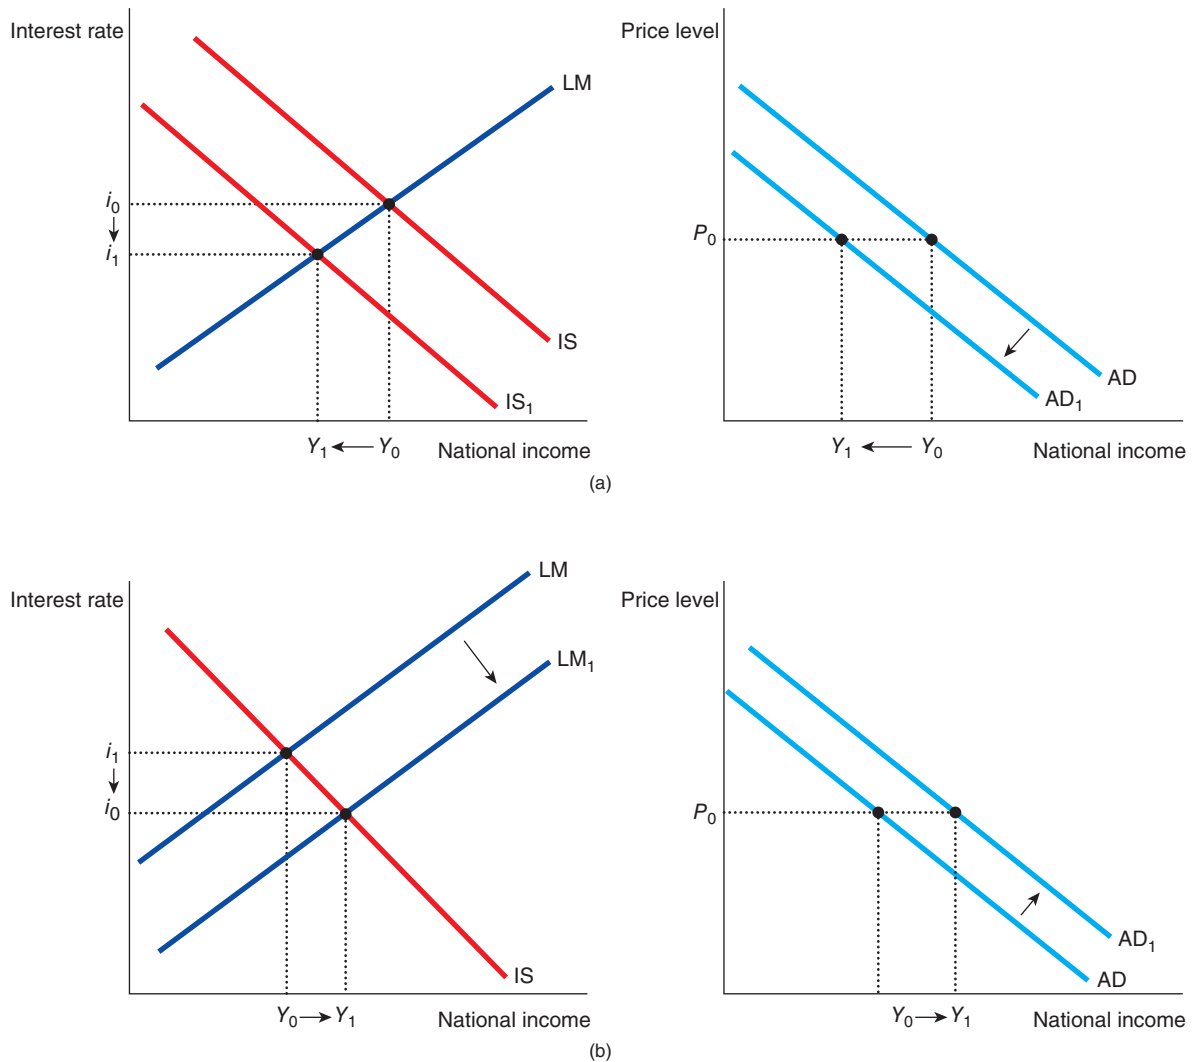 Interest rate
Price level
LM
i0
i1
P0
IS
IS1
AD
AD1
Y1 Y0 National income
Y1 Y0 National income
(a)
LM
Interest rate
Price level
LM1
i1
i0
P0
AD1
IS
AD
Y0 Y1 National income
Y0 Y1 National income
(b)